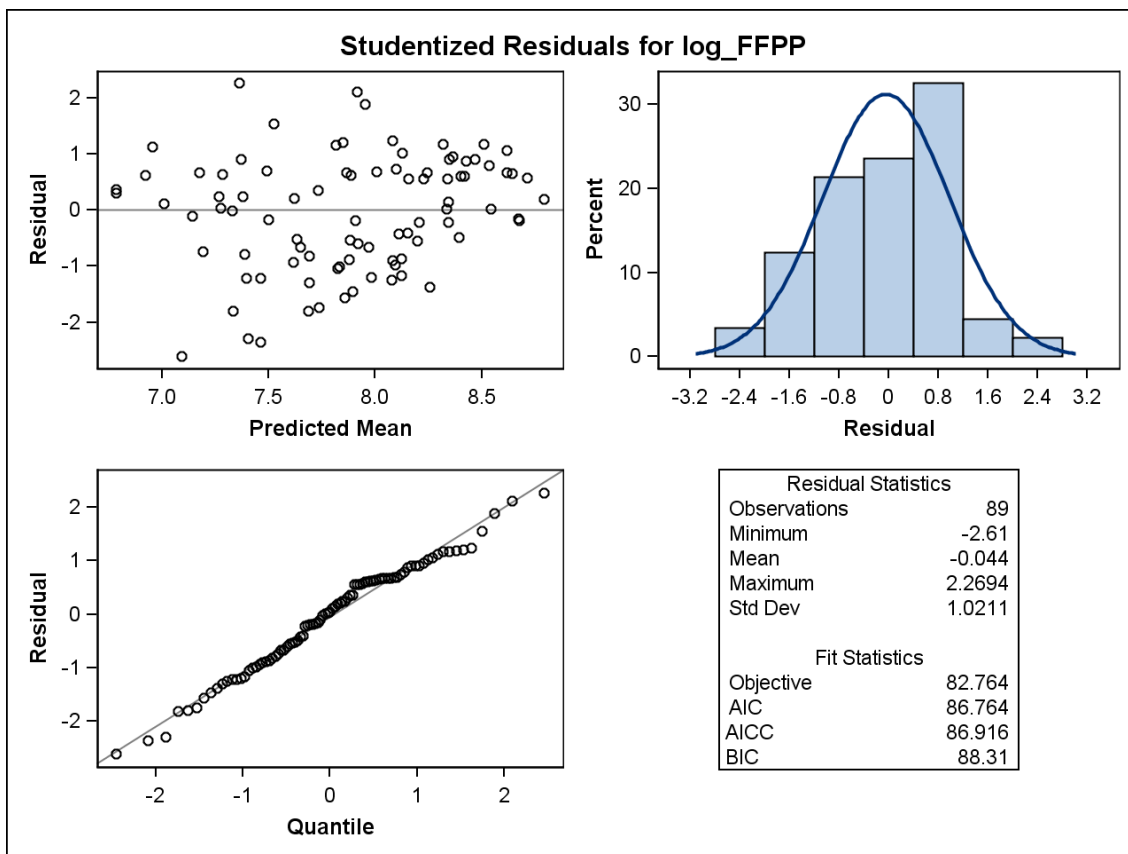 Studentized Residuals for log_FFPP
2
1
0
-1
-2
Residual
7.0 7.5 8.0 8.5
Predicted Mean
30
20
10
0
Percent
-3.2 -2.4 -1.6 -0.8 0 0.8 1.6 2.4 3.2
Residual
2
1
0
-1
-2
Residual
-2 -1 0 1 2
Quantile
Residual Statistics
Observations 89
Minimum -2.61
Mean -0.044
Maximum 2.2694
Std Dev 1.0211
Fit Statistics
Objective 82.764
AIC 86.764
AICC 86.916
BIC 88.31